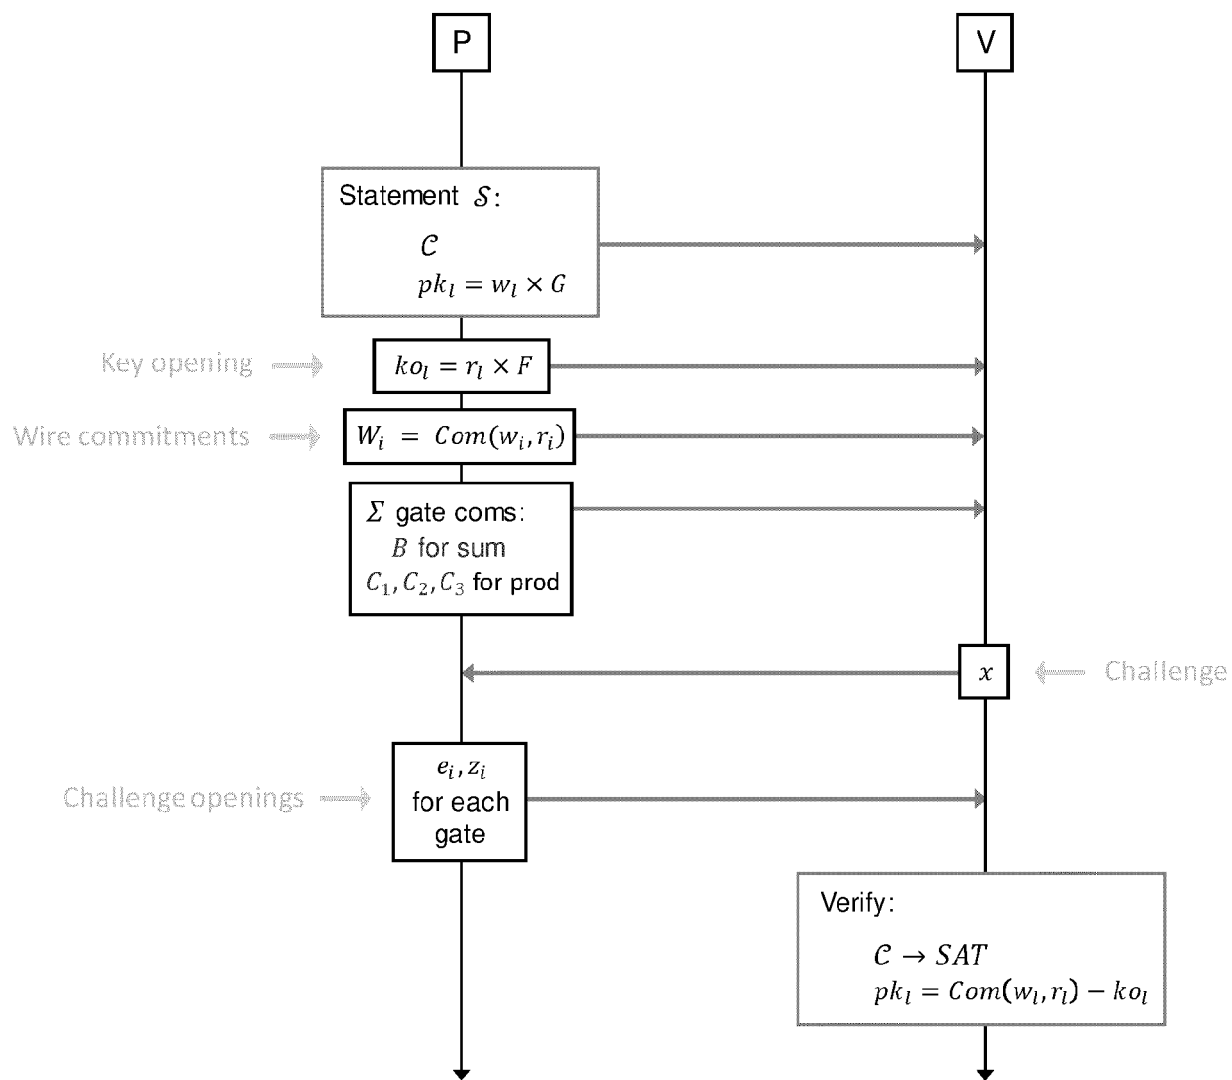 P
V
Statement 𝒮:
𝒞
pk_l = w_l × G
Key opening
ko_l = r_l × F
Wire commitments
W_i = Com(w_i, r_i)
Σ gate coms:
B for sum
C_1, C_2, C_3 for prod
x
Challenge
e_i, z_i
for each
gate
Challenge openings
Verify:
𝒞 → SAT
pk_l = Com(w_l, r_l) − ko_l